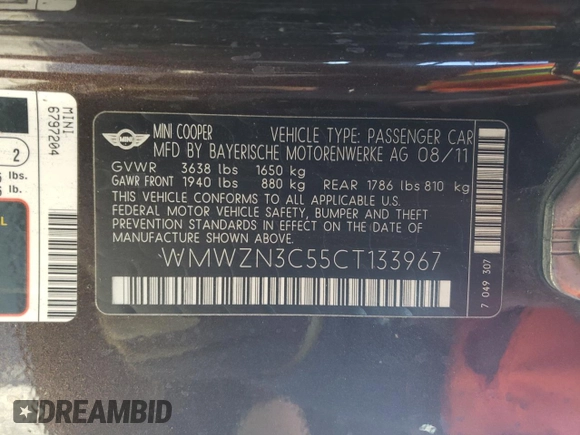 MINI COOPER VEHICLE TYPE: PASSENGER CAR
MFD BY BAYERISCHE MOTORENWERKE AG 08/11
GVWR 3638 lbs 1650 kg
GAWR FRONT 1940 lbs 880 kg REAR 1786 lbs 810 kg
THIS VEHICLE CONFORMS TO ALL APPLICABLE U.S.
FEDERAL MOTOR VEHICLE SAFETY, BUMPER AND THEFT
PREVENTION STANDARDS IN EFFECT ON THE DATE OF
MANUFACTURE SHOWN ABOVE.
WMWZN3C55CT133967
7 049 307
MINI
6797204
2
lbs.
lb.
DREAMBID